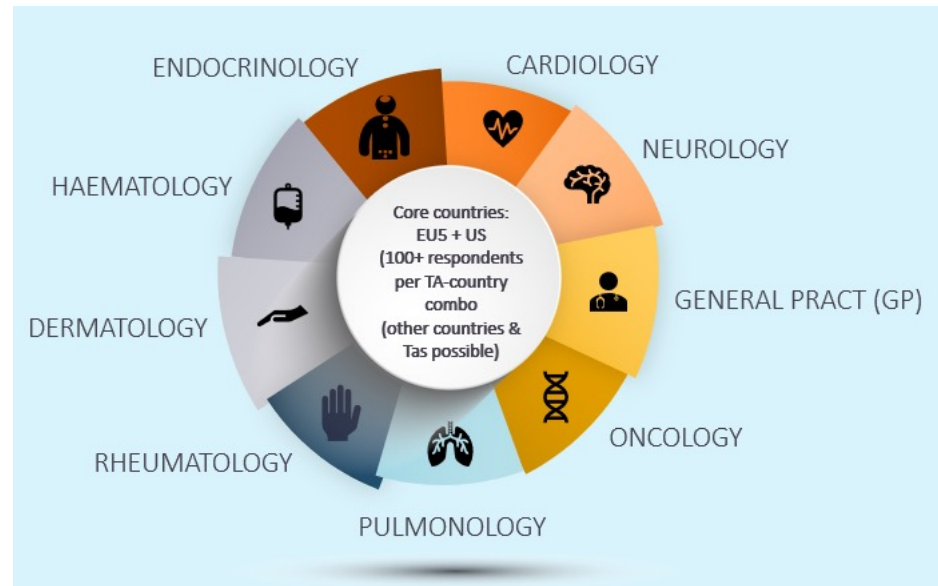 ENDOCRINOLOGY
CARDIOLOGY
HAEMATOLOGY
NEUROLOGY
Core countries:
EU5 + US
(100+ respondents
per TA-country
combo
(other countries &
Tas possible)
GENERAL PRACT (GP)
DERMATOLOGY
ONCOLOGY
RHEUMATOLOGY
PULMONOLOGY